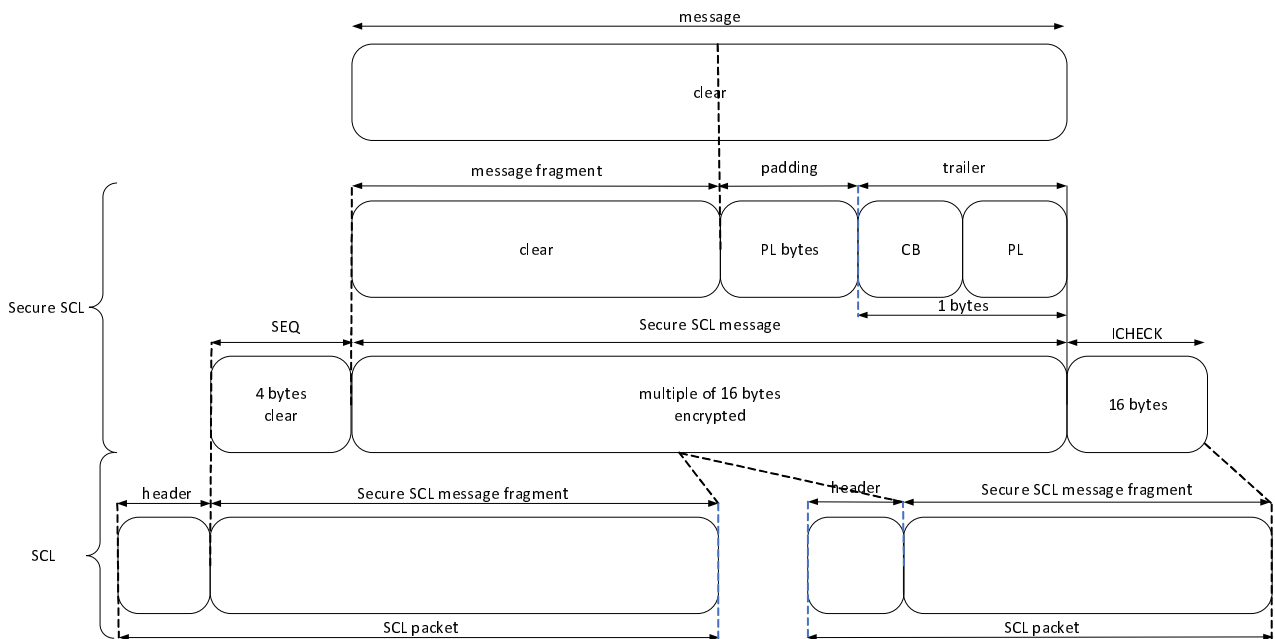 message
clear
message fragment
padding
trailer
clear
PL bytes
CB
PL
Secure SCL
1 bytes
SEQ
Secure SCL message
ICHECK
4 bytes
clear
multiple of 16 bytes
encrypted
16 bytes
header
Secure SCL message fragment
header
Secure SCL message fragment
SCL
SCL packet
SCL packet